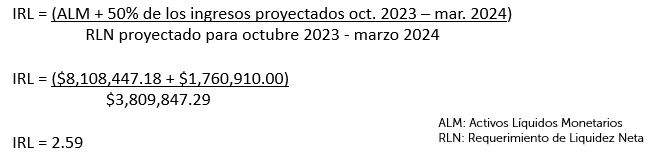 IRL = (ALM + 50% de los ingresos proyectados oct. 2023 – mar. 2024)
RLN proyectado para octubre 2023 - marzo 2024
IRL = ($8,108,447.18 + $1,760,910.00)
$3,809,847.29
IRL = 2.59
ALM: Activos Líquidos Monetarios
RLN: Requerimiento de Liquidez Neta